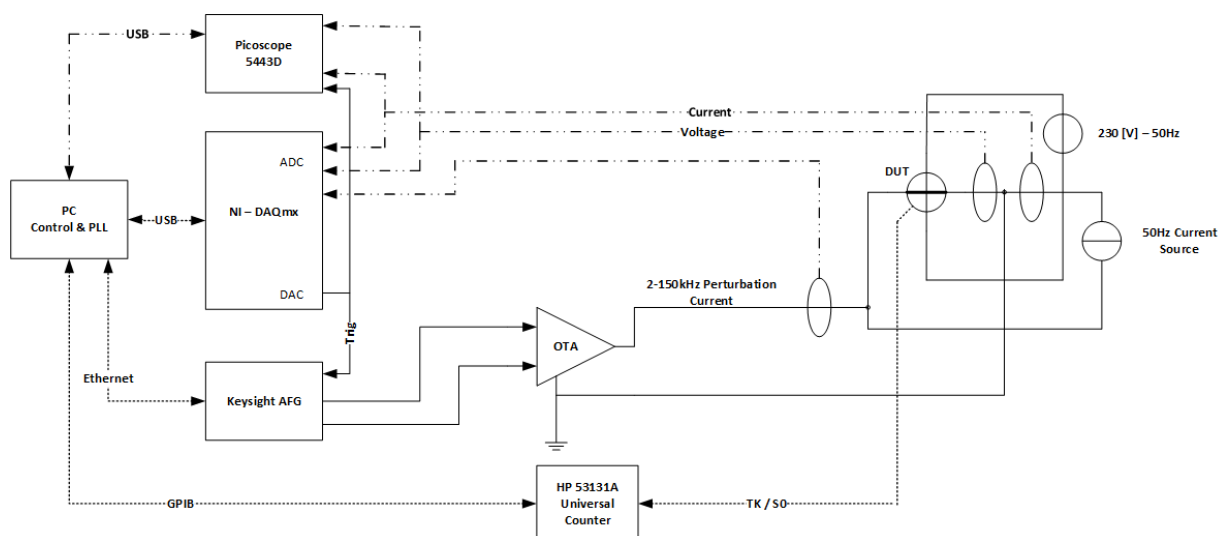 USB
Picoscope
5443D
Current
Voltage
230 [V] – 50Hz
ADC
DUT
PC
Control & PLL
USB
NI – DAQmx
50Hz Current
Source
2-150kHz Perturbation
Current
DAC
Trig
OTA
Ethernet
Keysight AFG
HP 53131A
Universal
Counter
GPIB
TK / S0